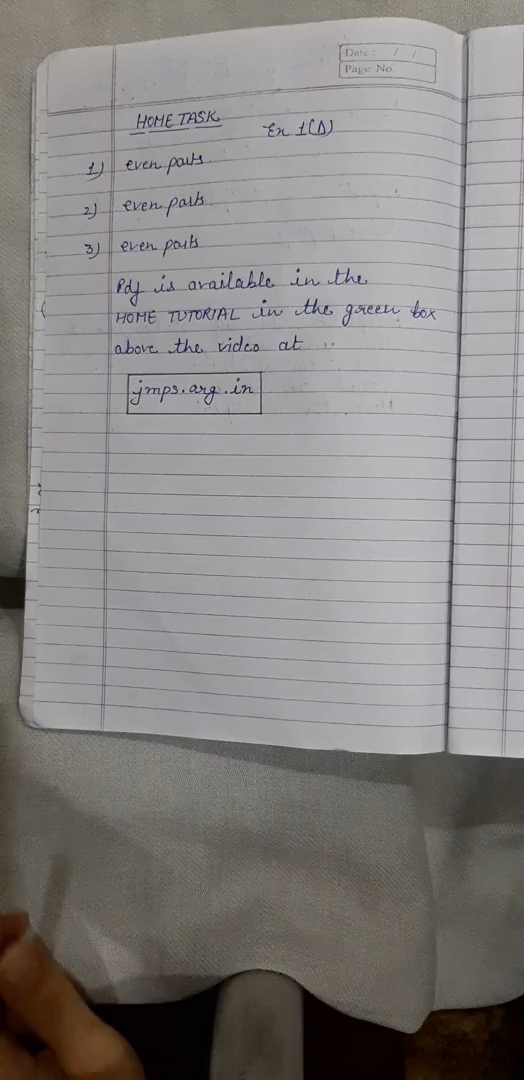 Date : / /
Page No.
HOME TASK
Ex 1(D)
1) even parts
2) even parts
3) even parts
Pdf is available in the
HOME TUTORIAL in the green box
above the video at
jmps.org.in